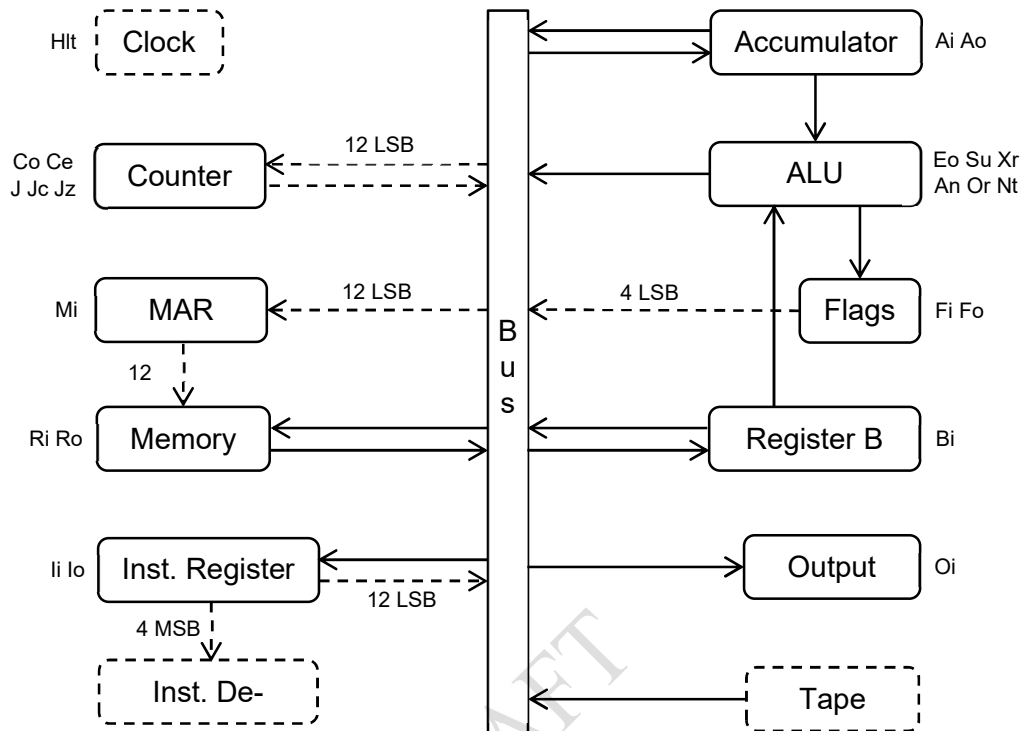 Hlt
Clock
Accumulator
Ai Ao
Co Ce
J Jc Jz
Counter
12 LSB
ALU
Eo Su Xr
An Or Nt
Mi
MAR
12 LSB
4 LSB
Flags
Fi Fo
12
B
u
s
Ri Ro
Memory
Register B
Bi
Ii Io
Inst. Register
12 LSB
Output
Oi
4 MSB
Inst. De-
Tape
AFT